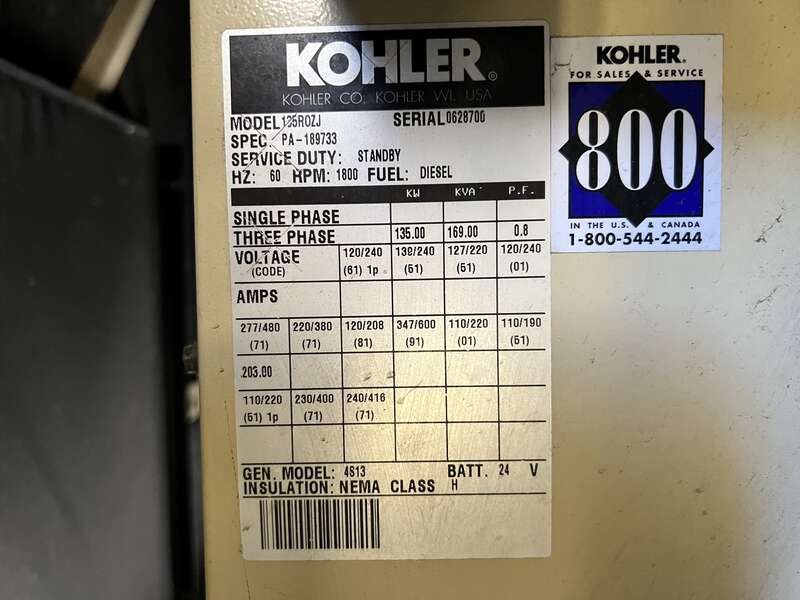 KOHLER®
KOHLER CO. KOHLER WI. USA
MODEL 135ROZJ SERIAL 0628700
SPEC. PA-189733
SERVICE DUTY: STANDBY
HZ: 60 RPM: 1800 FUEL: DIESEL
KW KVA P.F.
SINGLE PHASE
THREE PHASE 135.00 169.00 0.8
VOLTAGE 120/240 139/240 127/220 120/240
(CODE) (61) 1p (51) (51) (01)
AMPS
277/480 220/380 120/208 347/600 110/220 110/190
(71) (71) (81) (91) (01) (51)
203.00
110/220 230/400 240/416
(51) 1p (71) (71)
GEN. MODEL: 4S13 BATT. 24 V
INSULATION: NEMA CLASS H
KOHLER®
FOR SALES & SERVICE
800
IN THE U.S. & CANADA
1-800-544-2444